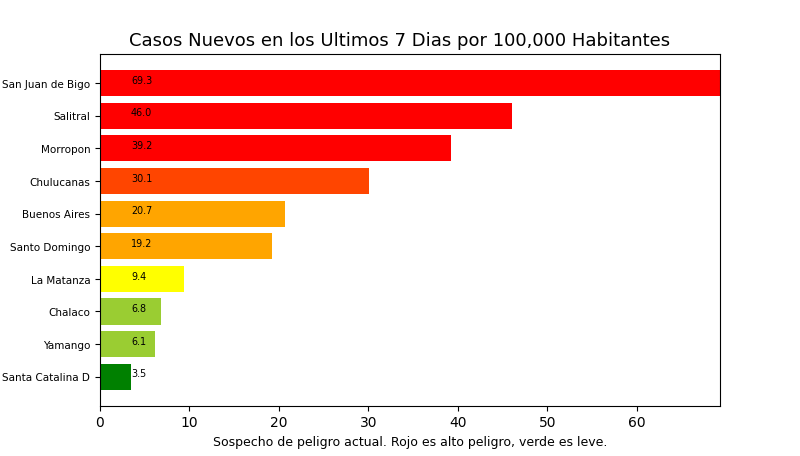 Casos Nuevos en los Ultimos 7 Dias por 100,000 Habitantes
San Juan de Bigo 69.3
Salitral 46.0
Morropon 39.2
Chulucanas 30.1
Buenos Aires 20.7
Santo Domingo 19.2
La Matanza 9.4
Chalaco 6.8
Yamango 6.1
Santa Catalina D 3.5
0 10 20 30 40 50 60
Sospecho de peligro actual. Rojo es alto peligro, verde es leve.